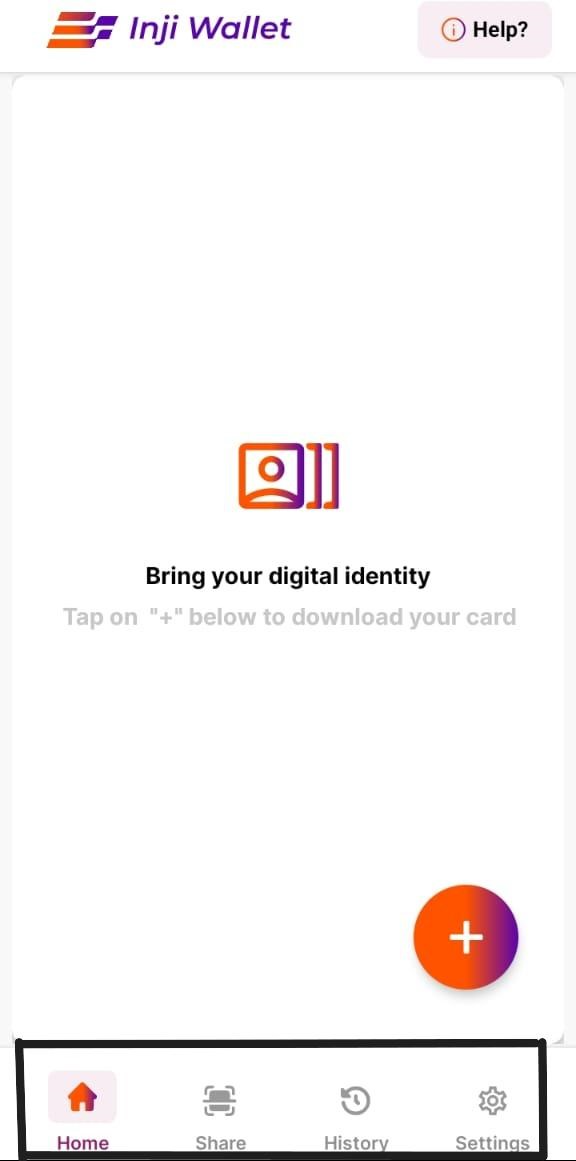 Inji Wallet
Help?
Bring your digital identity
Tap on "+" below to download your card
Home
Share
History
Settings